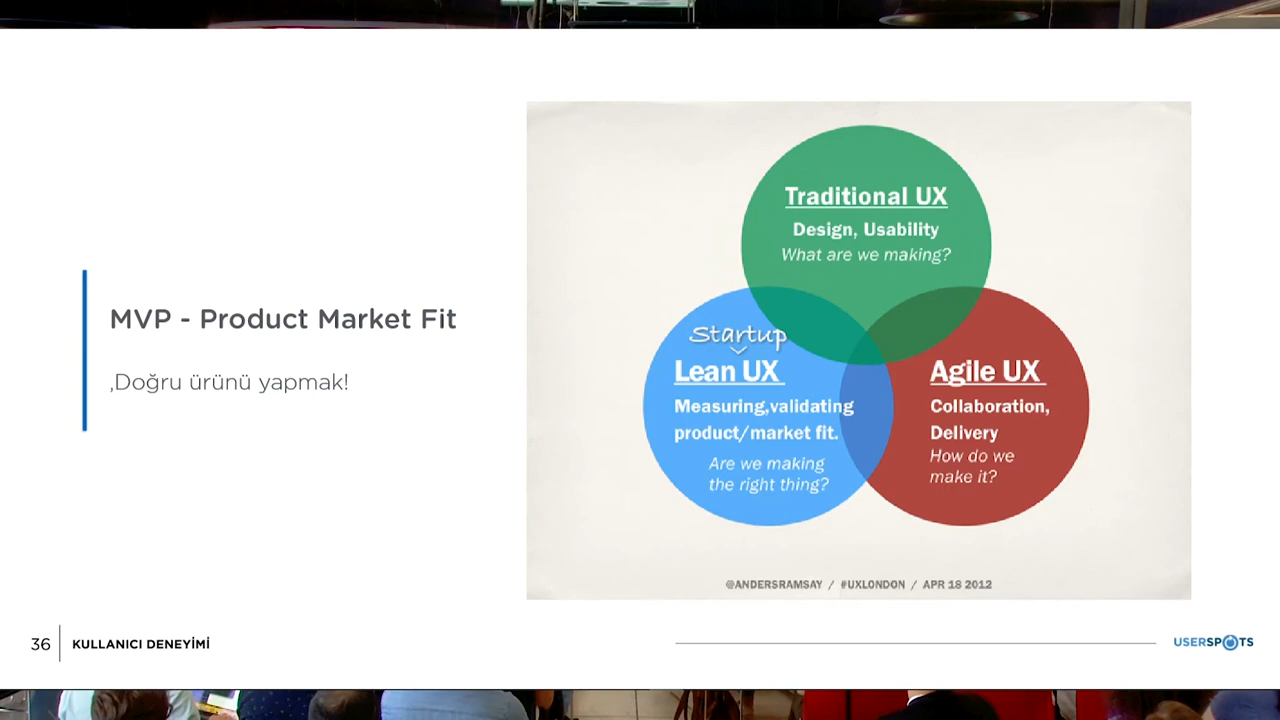 MVP - Product Market Fit
,Doğru ürünü yapmak!
Traditional UX
Design, Usability
What are we making?
Startup
Lean UX
Measuring,validating
product/market fit.
Are we making
the right thing?
Agile UX
Collaboration,
Delivery
How do we
make it?
@ANDERSRAMSAY / #UXLONDON / APR 18 2012
36
KULLANICI DENEYİMİ
USERSPOTS